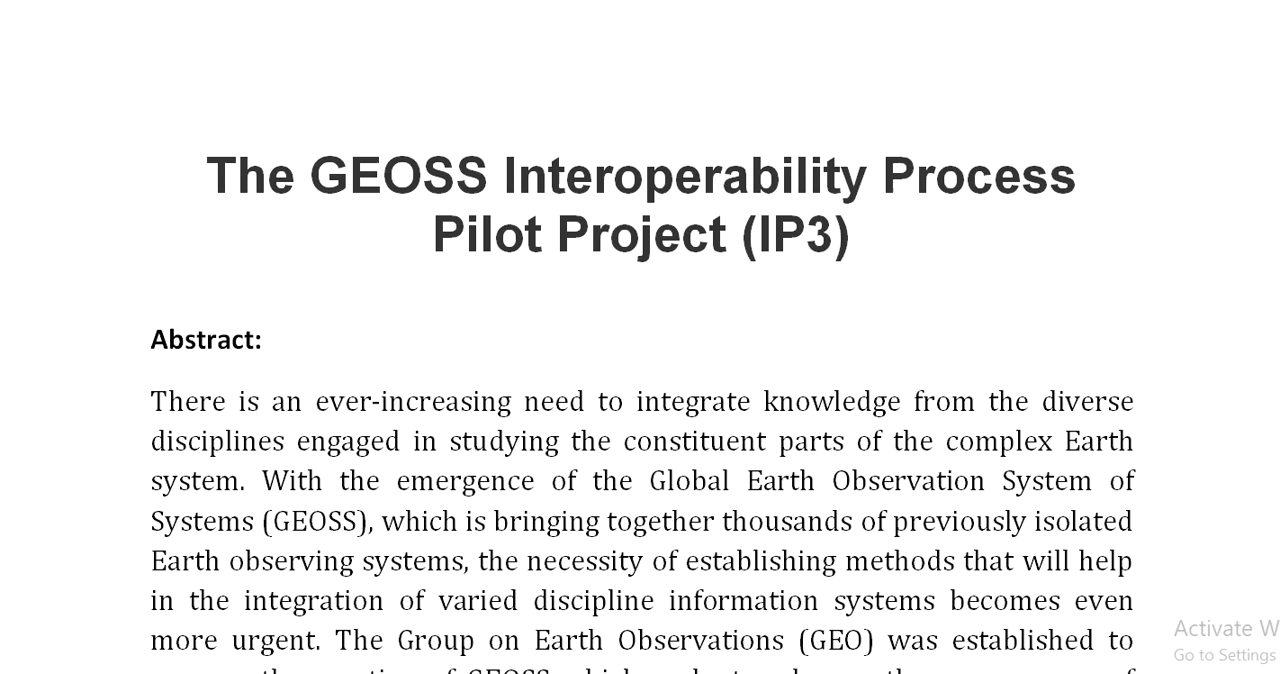 The GEOSS Interoperability Process
Pilot Project (IP3)
Abstract:
There is an ever-increasing need to integrate knowledge from the diverse
disciplines engaged in studying the constituent parts of the complex Earth
system. With the emergence of the Global Earth Observation System of
Systems (GEOSS), which is bringing together thousands of previously isolated
Earth observing systems, the necessity of establishing methods that will help
in the integration of varied discipline information systems becomes even
more urgent. The Group on Earth Observations (GEO) was established to
Activate W
Go to Settings